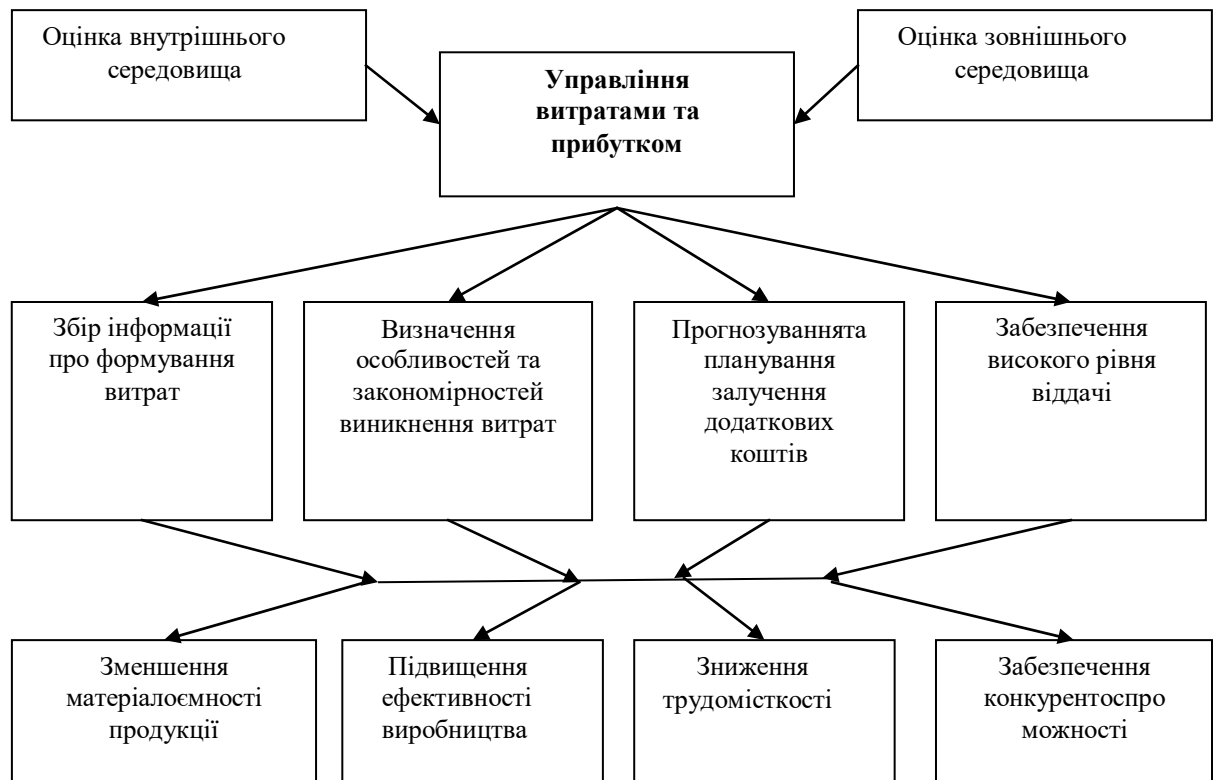 Оцінка внутрішнього
середовища
Управління
витратами та
прибутком
Оцінка зовнішнього
середовища
Збір інформації
про формування
витрат
Визначення
особливостей та
закономірностей
виникнення витрат
Прогнозуваннята
планування
залучення
додаткових
коштів
Забезпечення
високого рівня
віддачі
Зменшення
матеріалоємності
продукції
Підвищення
ефективності
виробництва
Зниження
трудомісткості
Забезпечення
конкурентоспро
можності